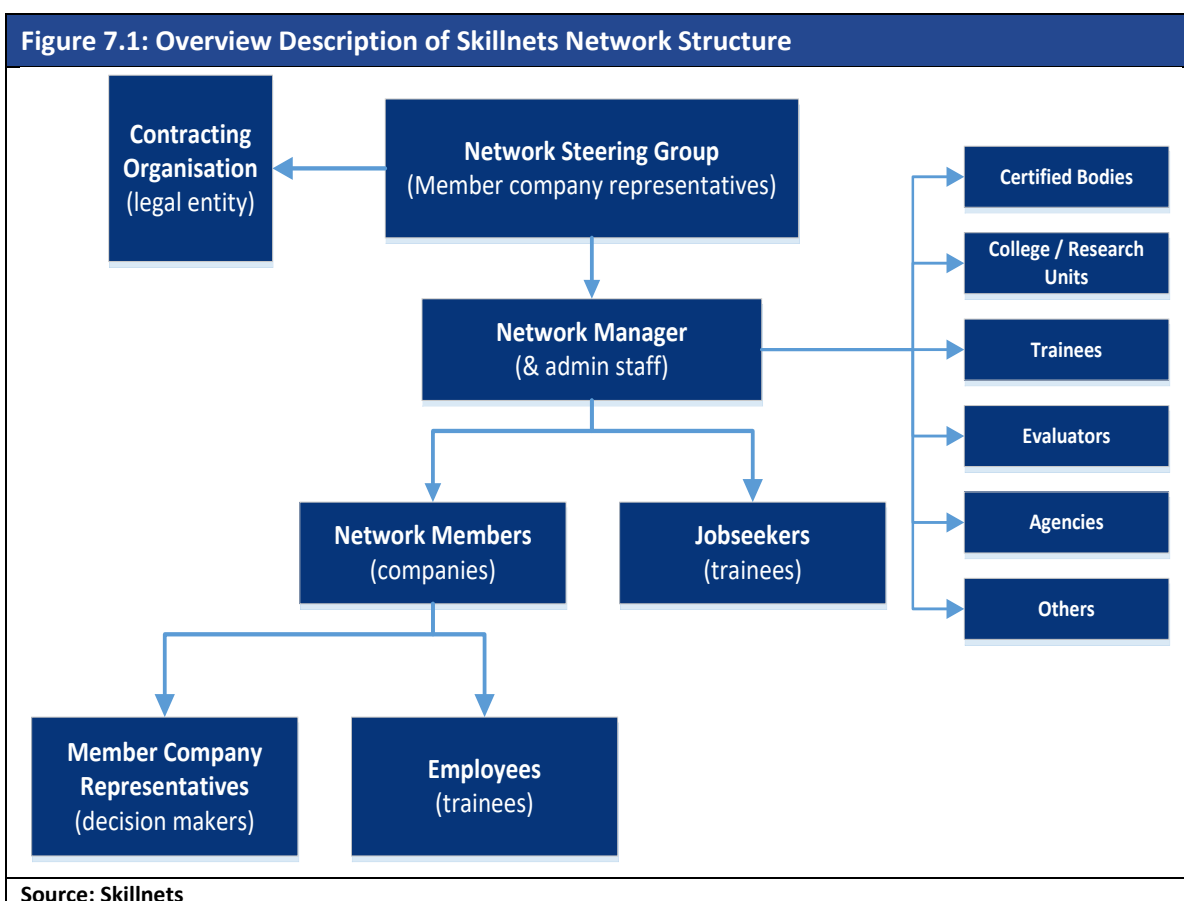 Figure 7.1: Overview Description of Skillnets Network Structure
Contracting
Organisation
(legal entity)
Network Steering Group
(Member company representatives)
Certified Bodies
College / Research
Units
Network Manager
(& admin staff)
Trainees
Evaluators
Agencies
Others
Network Members
(companies)
Jobseekers
(trainees)
Member Company
Representatives
(decision makers)
Employees
(trainees)
Source: Skillnets